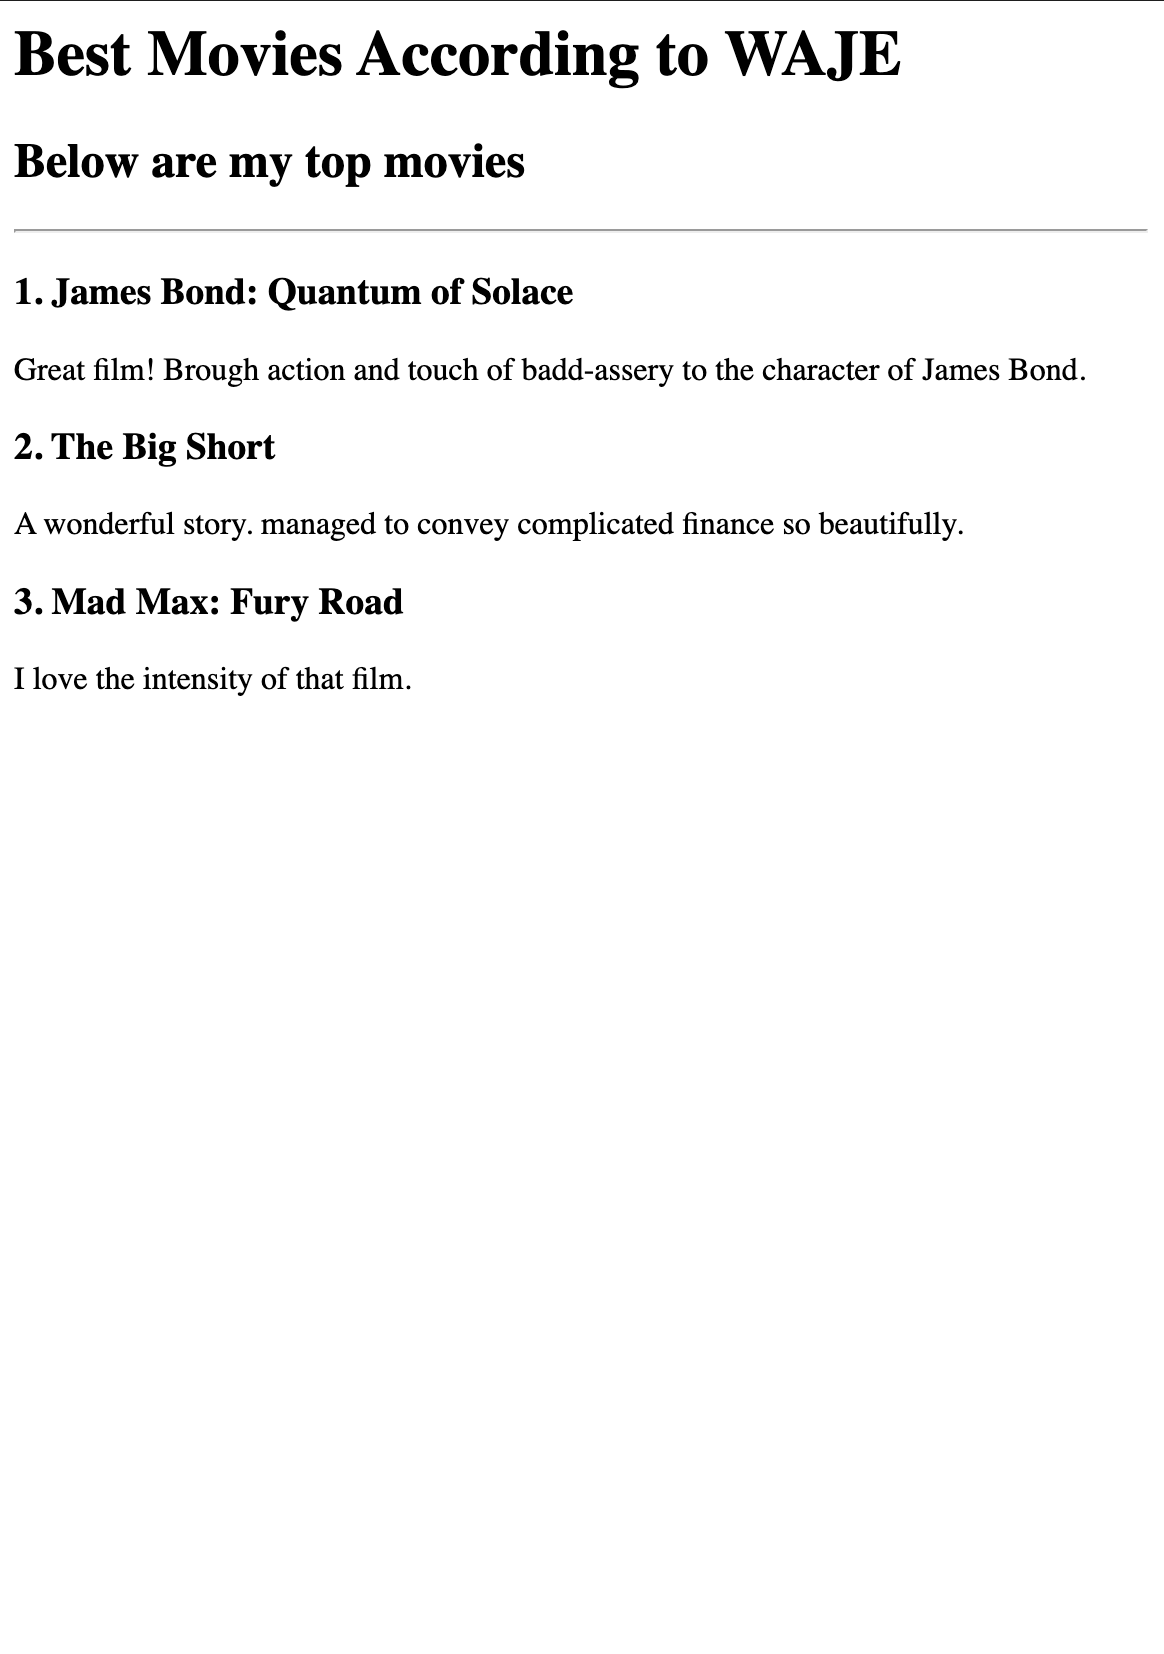 Best Movies According to WAJE
Below are my top movies
1. James Bond: Quantum of Solace
Great film! Brough action and touch of badd-assery to the character of James Bond.
2. The Big Short
A wonderful story. managed to convey complicated finance so beautifully.
3. Mad Max: Fury Road
I love the intensity of that film.